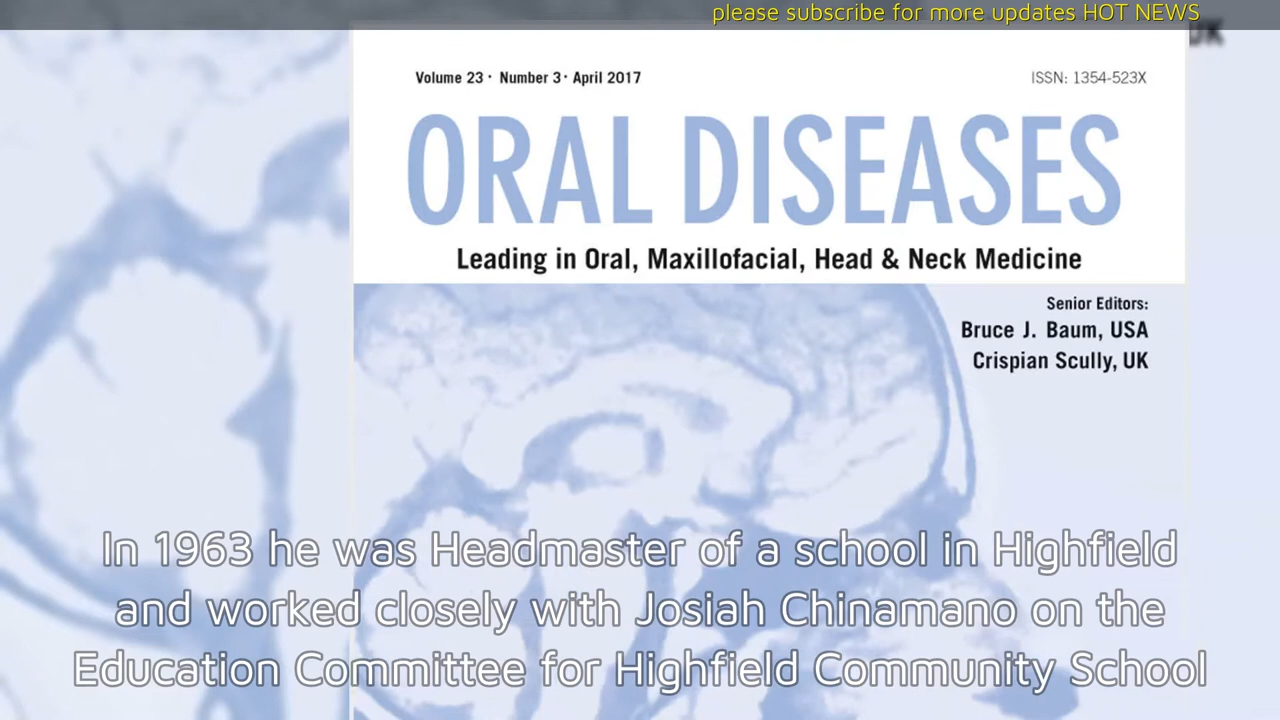 please subscribe for more updates HOT NEWS
UK
Volume 23 · Number 3 · April 2017
ISSN: 1354-523X
ORAL DISEASES
Leading in Oral, Maxillofacial, Head & Neck Medicine
Senior Editors:
Bruce J. Baum, USA
Crispian Scully, UK
In 1963 he was Headmaster of a school in Highfield
and worked closely with Josiah Chinamano on the
Education Committee for Highfield Community School